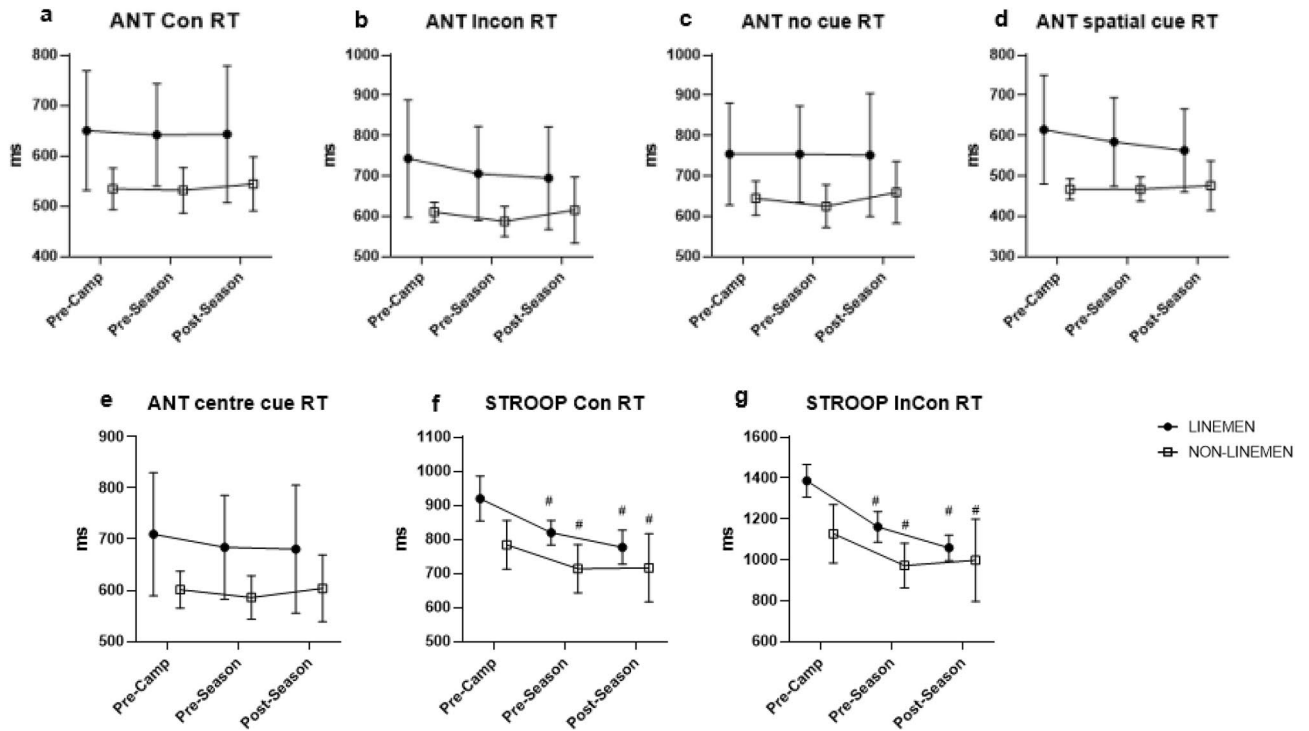 a ANT Con RT
800
700
600
500
400
ms
Pre-Camp
Pre-Season
Post-Season
b ANT Incon RT
1000
900
800
700
600
500
ms
Pre-Camp
Pre-Season
Post-Season
c ANT no cue RT
1000
900
800
700
600
500
ms
Pre-Camp
Pre-Season
Post-Season
d ANT spatial cue RT
800
700
600
500
400
300
ms
Pre-Camp
Pre-Season
Post-Season
e ANT centre cue RT
900
800
700
600
500
ms
Pre-Camp
Pre-Season
Post-Season
f STROOP Con RT
1100
1000
900
800
700
600
500
ms
# # # #
Pre-Camp
Pre-Season
Post-Season
g STROOP InCon RT
1600
1400
1200
1000
800
600
ms
# # # #
Pre-Camp
Pre-Season
Post-Season
LINEMEN
NON-LINEMEN